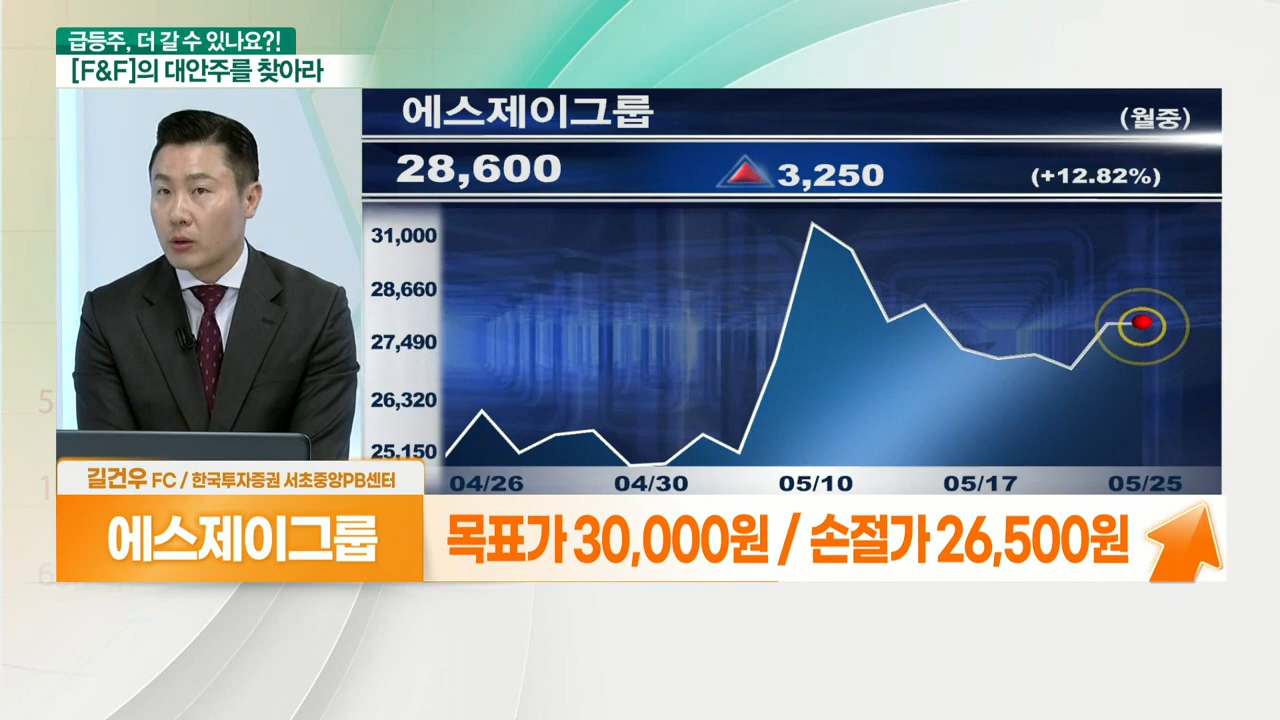 급등주, 더 갈 수 있나요?!
[F&F]의 대안주를 찾아라
에스제이그룹
(월중)
28,600
3,250
(+12.82%)
31,000
28,660
27,490
26,320
25,150
04/26
04/30
05/10
05/17
05/25
길건우 FC / 한국투자증권 서초중앙PB센터
에스제이그룹
목표가 30,000원 / 손절가 26,500원